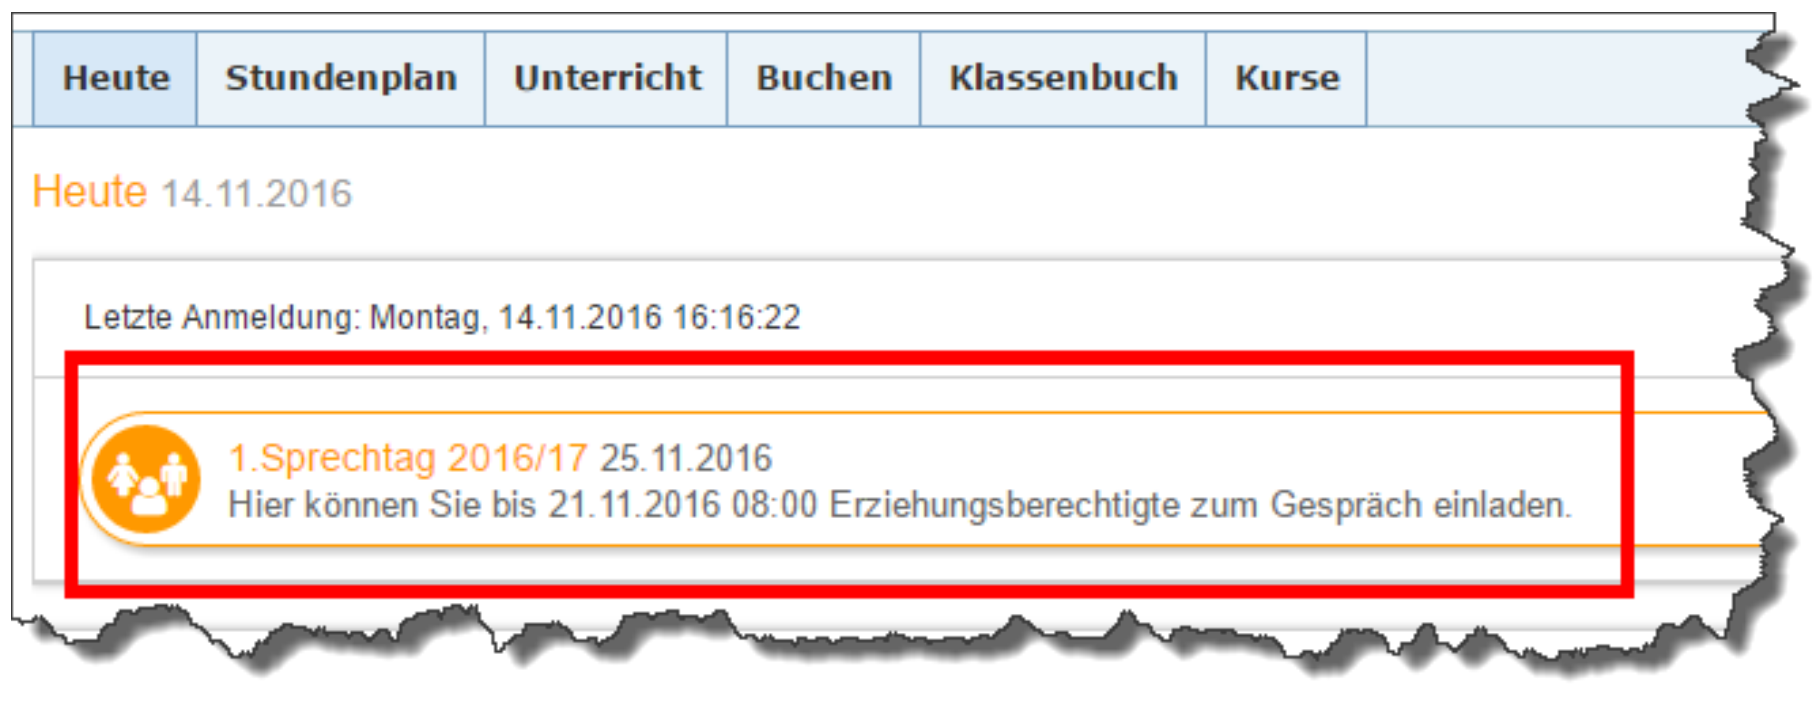 Heute Stundenplan Unterricht Buchen Klassenbuch Kurse
Heute 14.11.2016
Letzte Anmeldung: Montag, 14.11.2016 16:16:22
1.Sprechtag 2016/17 25.11.2016
Hier können Sie bis 21.11.2016 08:00 Erziehungsberechtigte zum Gespräch einladen.